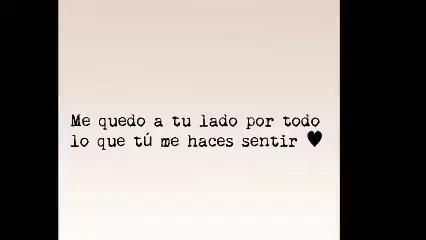 Me quedo a tu lado por todo
lo que tú me haces sentir ♥